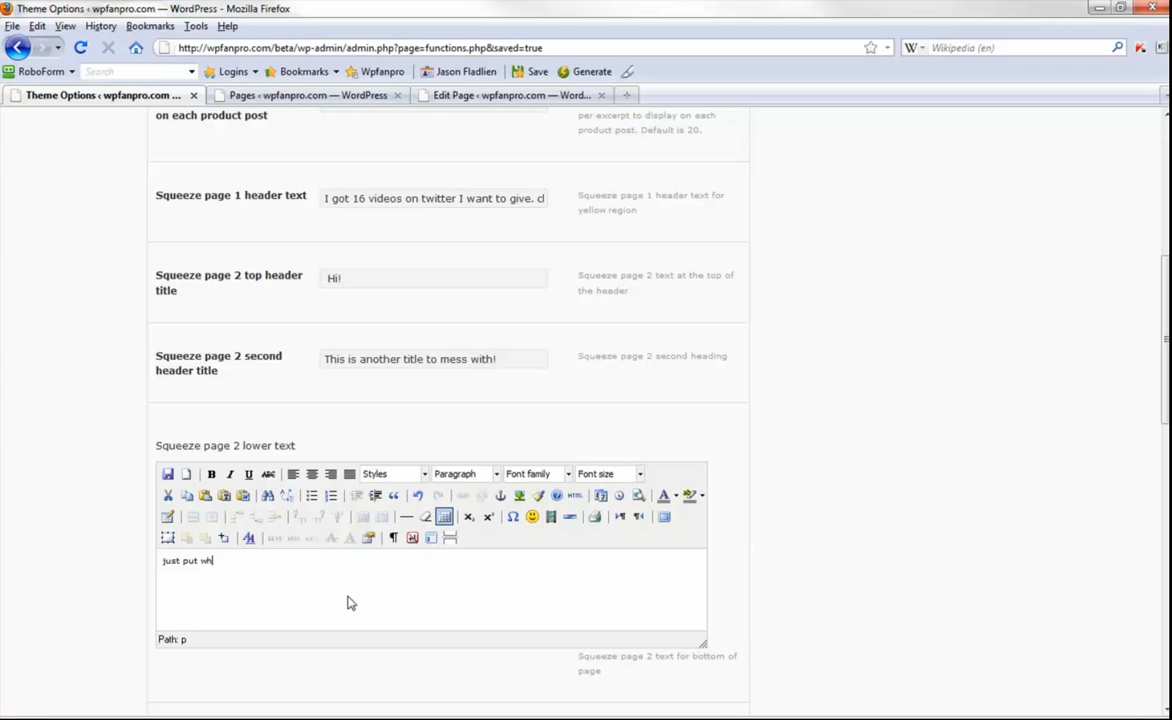 Theme Options ‹ wpfanpro.com — WordPress - Mozilla Firefox
File Edit View History Bookmarks Tools Help
http://wpfanpro.com/beta/wp-admin/admin.php?page=functions.php&saved=true W Wikipedia (en)
RoboForm Search Logins Bookmarks Wpfanpro Jason Fladlien Save Generate
Theme Options ‹ wpfanpro.com ... Pages ‹ wpfanpro.com — WordPress Edit Page ‹ wpfanpro.com — Word...
on each product post
per excerpt to display on each
product post. Default is 20.
Squeeze page 1 header text
I got 16 videos on twitter I want to give. cl
Squeeze page 1 header text for
yellow region
Squeeze page 2 top header
title
Hi!
Squeeze page 2 text at the top of
the header
Squeeze page 2 second
header title
This is another title to mess with!
Squeeze page 2 second heading
Squeeze page 2 lower text
B I U ABC Styles Paragraph Font family Font size
HTML A
just put wh
Path: p
Squeeze page 2 text for bottom of
page